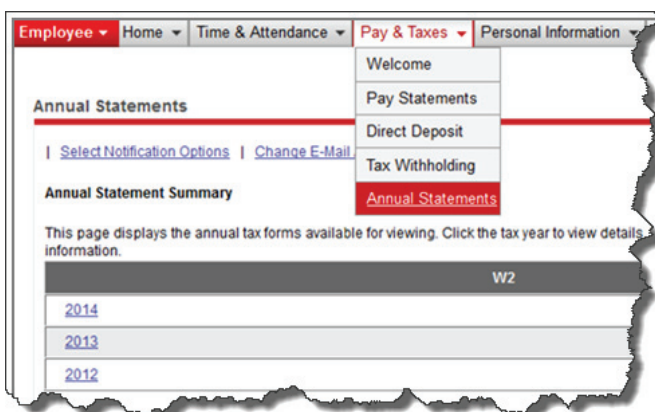 Employee Home Time & Attendance Pay & Taxes Personal Information
Welcome
Pay Statements
Direct Deposit
Tax Withholding
Annual Statements
Annual Statements
| Select Notification Options | Change E-Mail
Annual Statement Summary
This page displays the annual tax forms available for viewing. Click the tax year to view details
information.
W2
2014
2013
2012